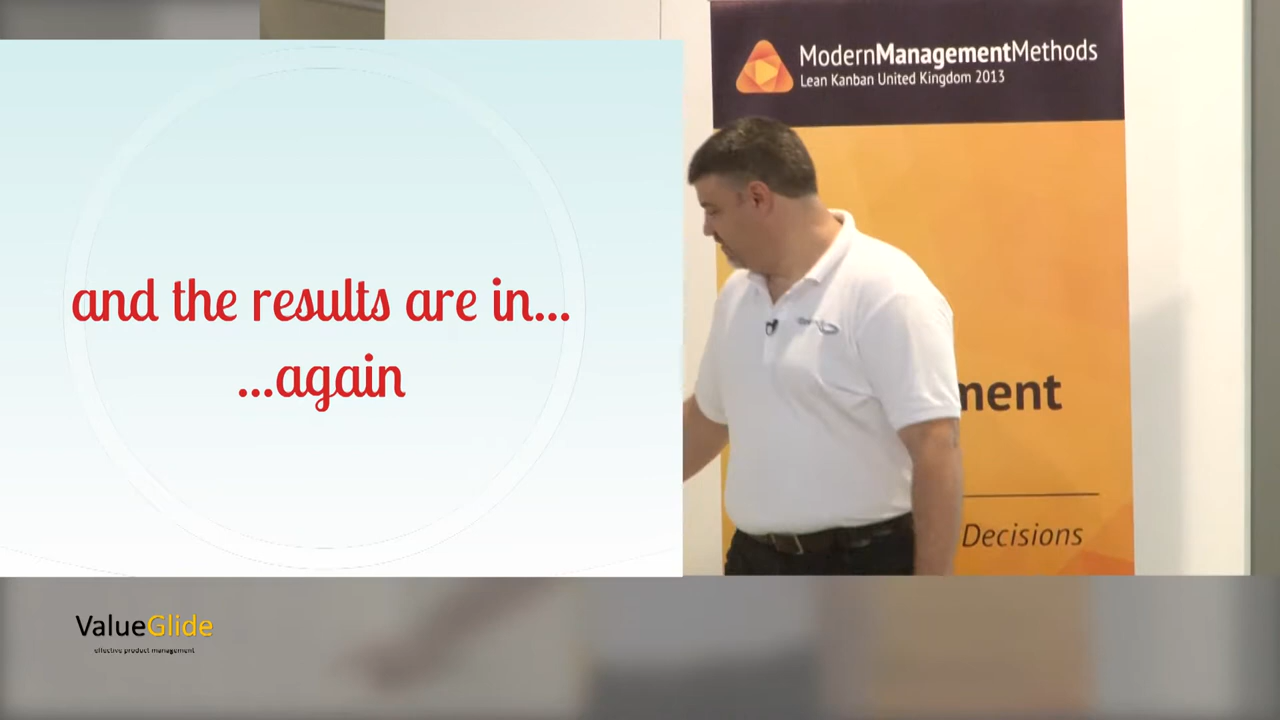 and the results are in...
...again
ModernManagementMethods
Lean Kanban United Kingdom 2013
ment
Decisions
ValueGlide
effective product management